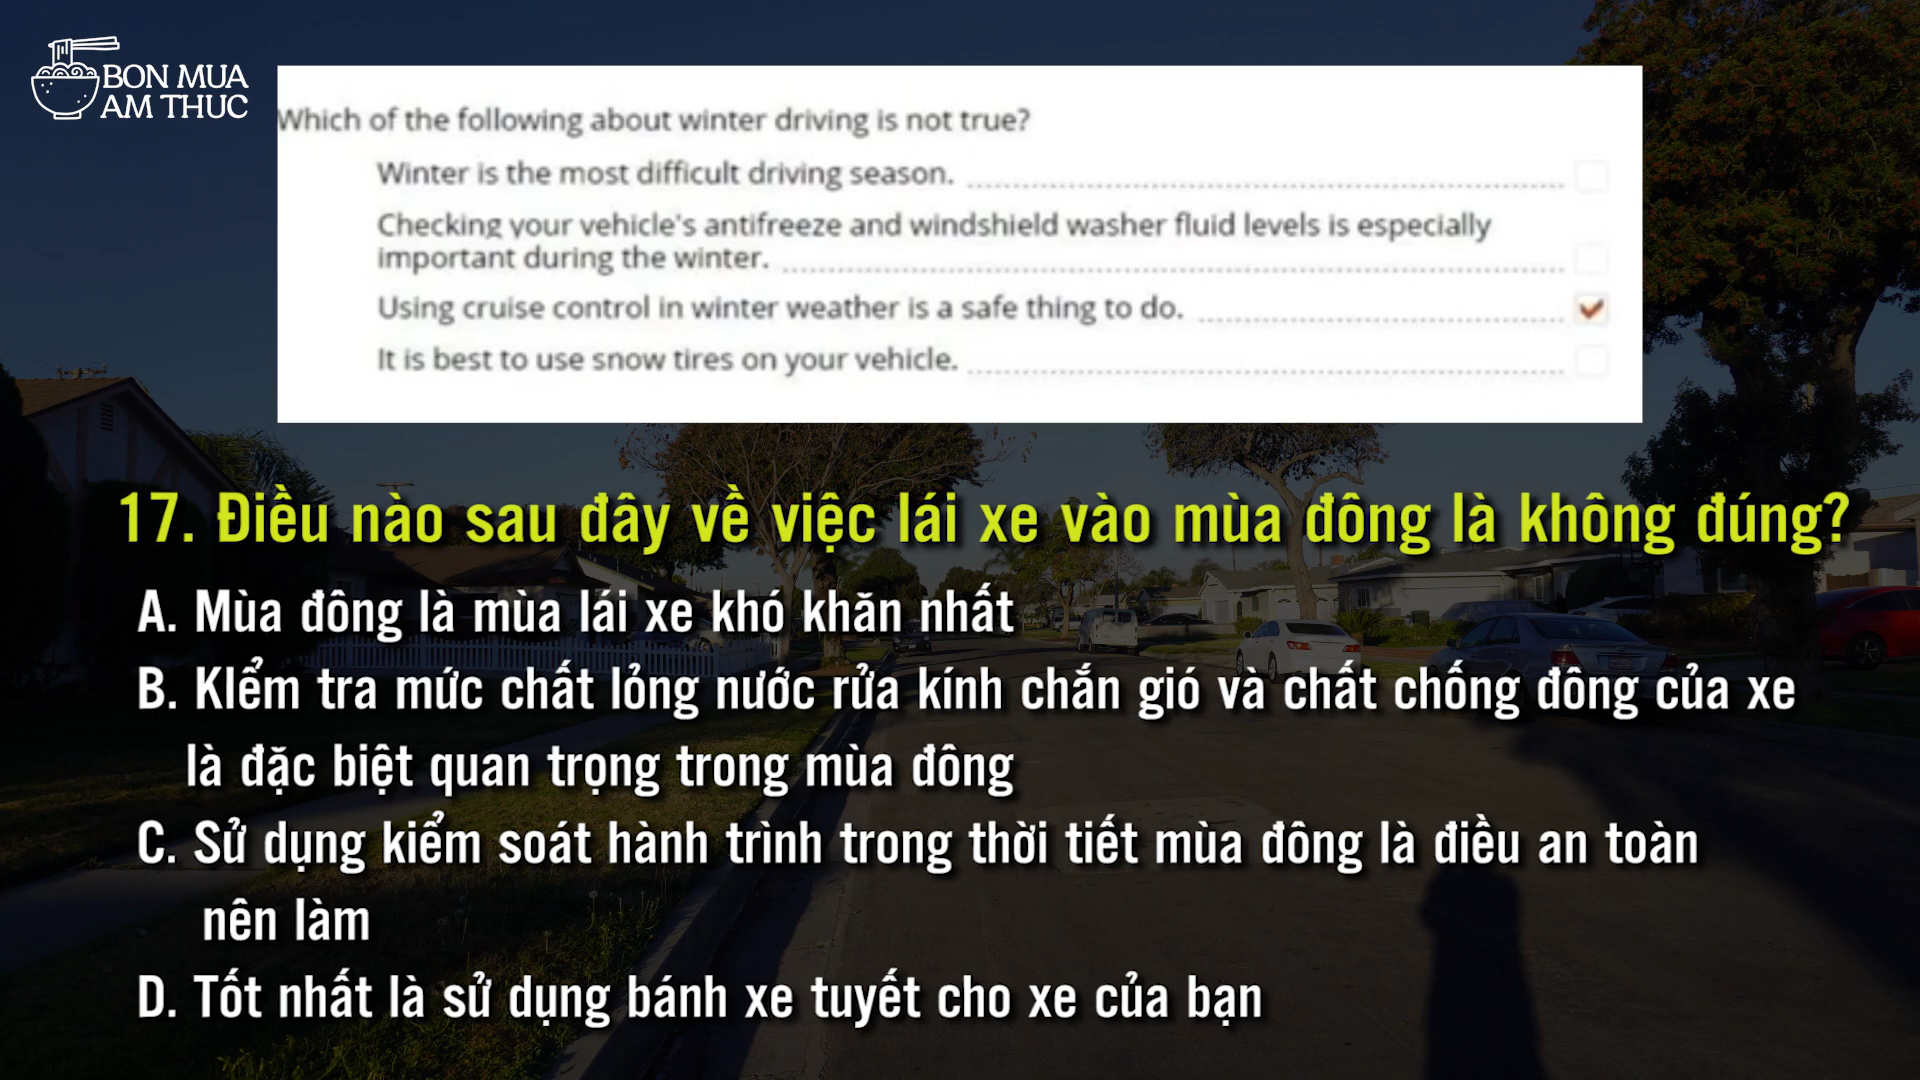 BON MUA
AM THUC
Which of the following about winter driving is not true?
Winter is the most difficult driving season.
Checking your vehicle's antifreeze and windshield washer fluid levels is especially
important during the winter.
Using cruise control in winter weather is a safe thing to do.
It is best to use snow tires on your vehicle.
17. Điều nào sau đây về việc lái xe vào mùa đông là không đúng?
A. Mùa đông là mùa lái xe khó khăn nhất
B. KIểm tra mức chất lỏng nước rửa kính chắn gió và chất chống đông của xe
là đặc biệt quan trọng trong mùa đông
C. Sử dụng kiểm soát hành trình trong thời tiết mùa đông là điều an toàn
nên làm
D. Tốt nhất là sử dụng bánh xe tuyết cho xe của bạn